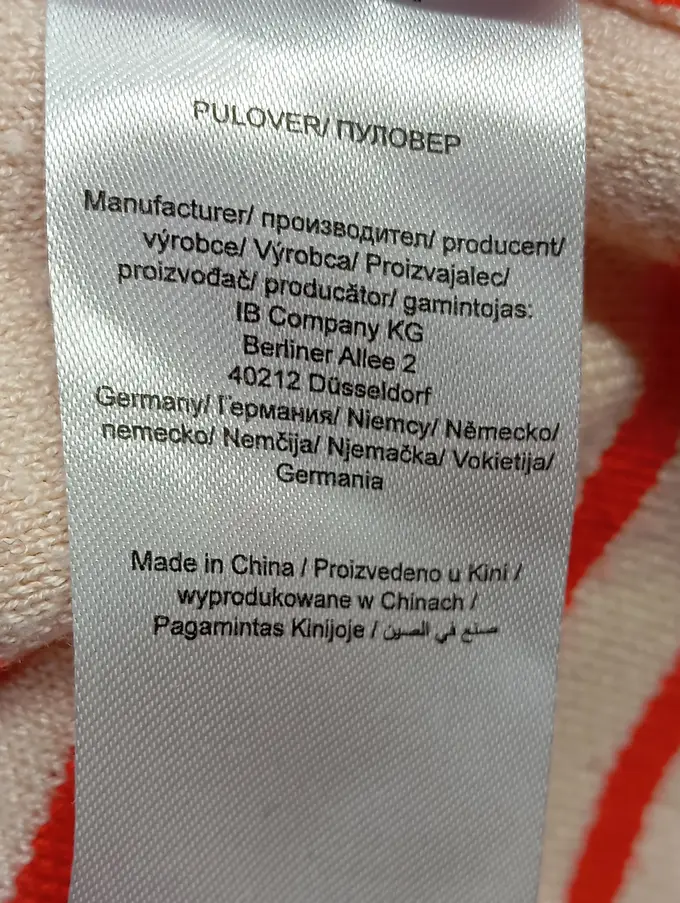 PULOVER/ ПУЛОВЕР
Manufacturer/ производител/ producent/
výrobce/ Výrobca/ Proizvajalec/
proizvođač/ producător/ gamintojas:
IB Company KG
Berliner Allee 2
40212 Düsseldorf
Germany/ Германия/ Niemcy/ Německo/
nemecko/ Nemčija/ Njemačka/ Vokietija/
Germania
Made in China / Proizvedeno u Kini /
wyprodukowane w Chinach /
Pagamintas Kinijoje / صنع في الصين